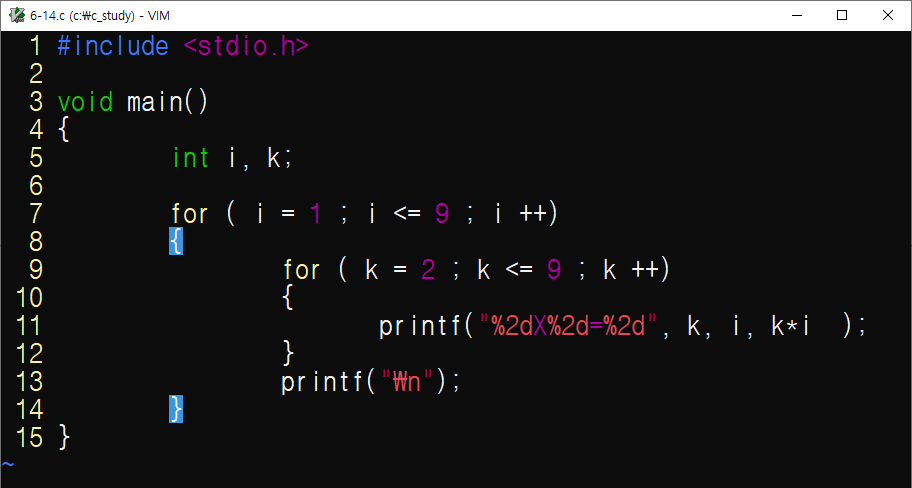 6-14.c (c:₩c_study) - VIM
1 #include <stdio.h>
2
3 void main()
4 {
5         int i, k;
6
7         for ( i = 1 ; i <= 9 ; i ++)
8         {
9                 for ( k = 2 ; k <= 9 ; k ++)
10                 {
11                        printf("%2dX%2d=%2d", k, i, k*i  );
12                 }
13                 printf("₩n");
14         }
15 }
~